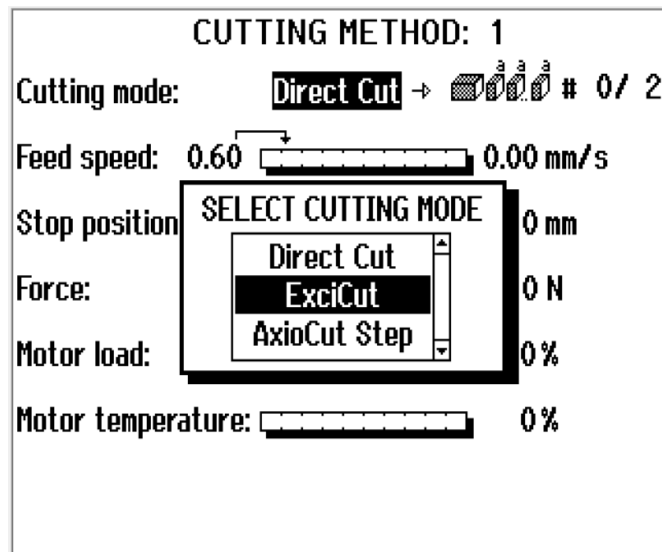 CUTTING METHOD: 1
Cutting mode: Direct Cut → a a a # 0/ 2
Feed speed: 0.60 0.00 mm/s
SELECT CUTTING MODE
Stop position 0 mm
Direct Cut
Force: ExciCut 0 N
AxioCut Step
Motor load: 0 %
Motor temperature: 0 %